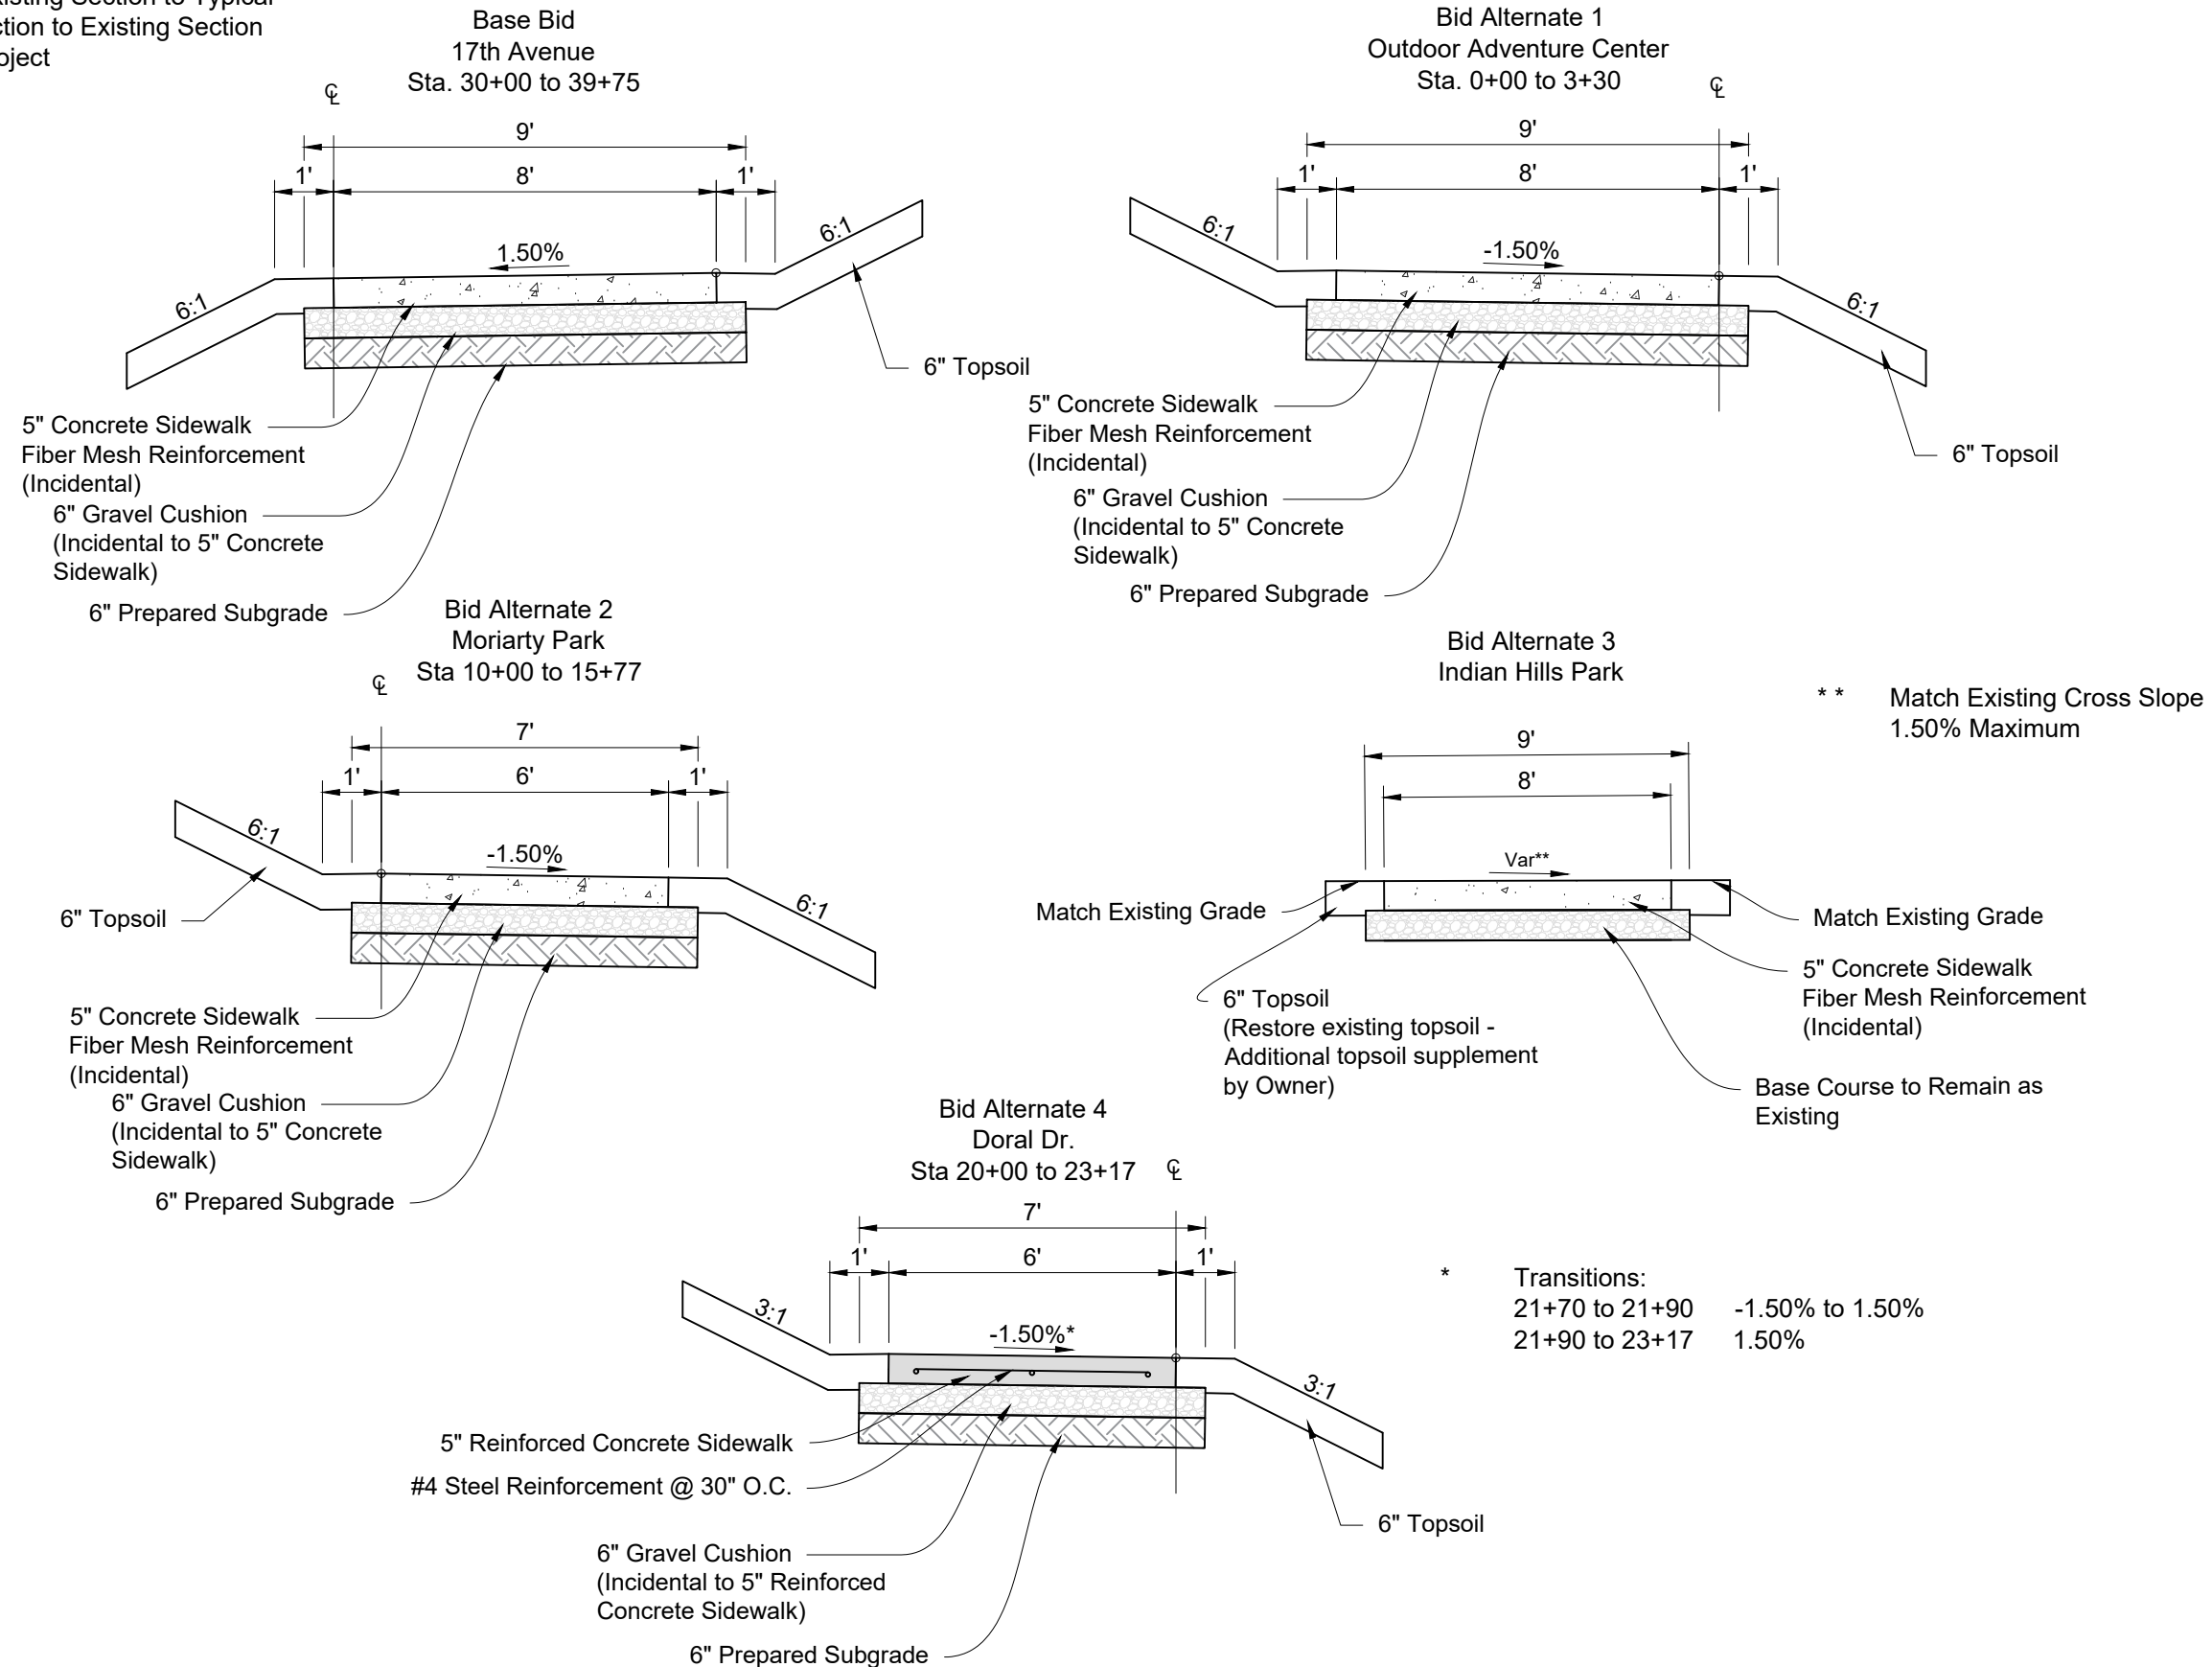 to Typical
to Existing Section
Base Bid
17th Avenue
Sta. 30+00 to 39+75
℄
9'
1'
8'
1'
1.50%
6:1
6:1
6" Topsoil
5" Concrete Sidewalk
Fiber Mesh Reinforcement
(Incidental)
6" Gravel Cushion
(Incidental to 5" Concrete
Sidewalk)
6" Prepared Subgrade
Bid Alternate 1
Outdoor Adventure Center
Sta. 0+00 to 3+30
℄
9'
1'
8'
1'
-1.50%
6:1
6:1
5" Concrete Sidewalk
Fiber Mesh Reinforcement
(Incidental)
6" Topsoil
6" Gravel Cushion
(Incidental to 5" Concrete
Sidewalk)
6" Prepared Subgrade
Bid Alternate 2
Moriarty Park
Sta 10+00 to 15+77
℄
7'
1'
6'
1'
-1.50%
6:1
6:1
6" Topsoil
5" Concrete Sidewalk
Fiber Mesh Reinforcement
(Incidental)
6" Gravel Cushion
(Incidental to 5" Concrete
Sidewalk)
6" Prepared Subgrade
Bid Alternate 3
Indian Hills Park
* * Match Existing Cross Slope
1.50% Maximum
9'
8'
Var**
Match Existing Grade
Match Existing Grade
6" Topsoil
(Restore existing topsoil -
Additional topsoil supplement
by Owner)
5" Concrete Sidewalk
Fiber Mesh Reinforcement
(Incidental)
Base Course to Remain as
Existing
Bid Alternate 4
Doral Dr.
Sta 20+00 to 23+17
℄
7'
1'
6'
1'
-1.50%*
3:1
3:1
* Transitions:
21+70 to 21+90 -1.50% to 1.50%
21+90 to 23+17 1.50%
5" Reinforced Concrete Sidewalk
#4 Steel Reinforcement @ 30" O.C.
6" Topsoil
6" Gravel Cushion
(Incidental to 5" Reinforced
Concrete Sidewalk)
6" Prepared Subgrade